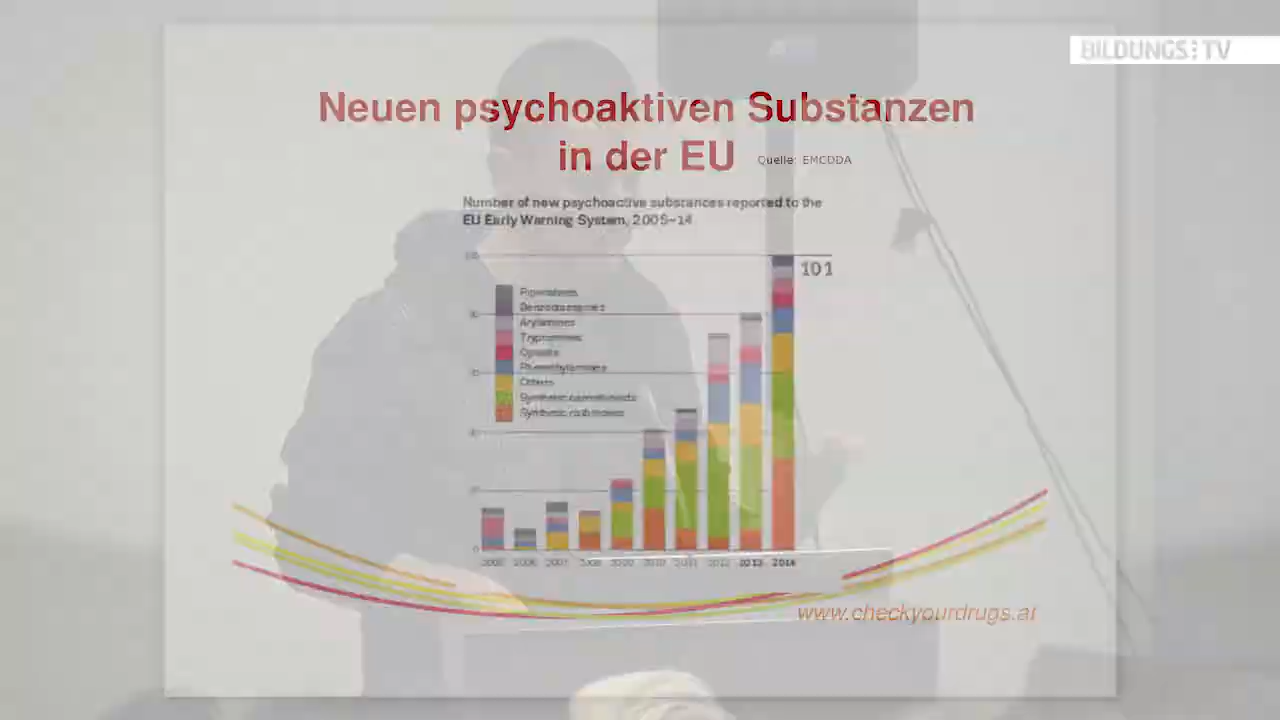 BILDUNGS:TV
Neuen psychoaktiven Substanzen
in der EU
Quelle: EMCDDA
Number of new psychoactive substances reported to the
EU Early Warning System, 2005–14
101
Piperazines
Benzodiazepines
Arylamines
Tryptamines
Opioids
Phenethylamines
Others
Synthetic cannabinoids
Synthetic cathinones
2005 2006 2007 2008 2009 2010 2011 2012 2013 2014
www.checkyourdrugs.at